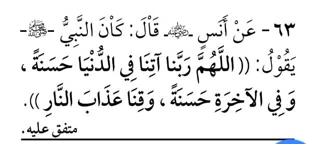 ٦٣ - عَنْ أَنَسٍ ـ ﷺ ـ قَالَ: كَانَ النَّبِيُّ ـ ﷺ ـ
يَقُوْلُ: (( اللَّهُمَّ رَبَّنا آتِنَا فِي الدُّنْيَا حَسَنَةً ،
وَ فِي الآخِرَةِ حَسَنَةً ، وَقِنَا عَذَابَ النَّارِ )).
متفق عليه.